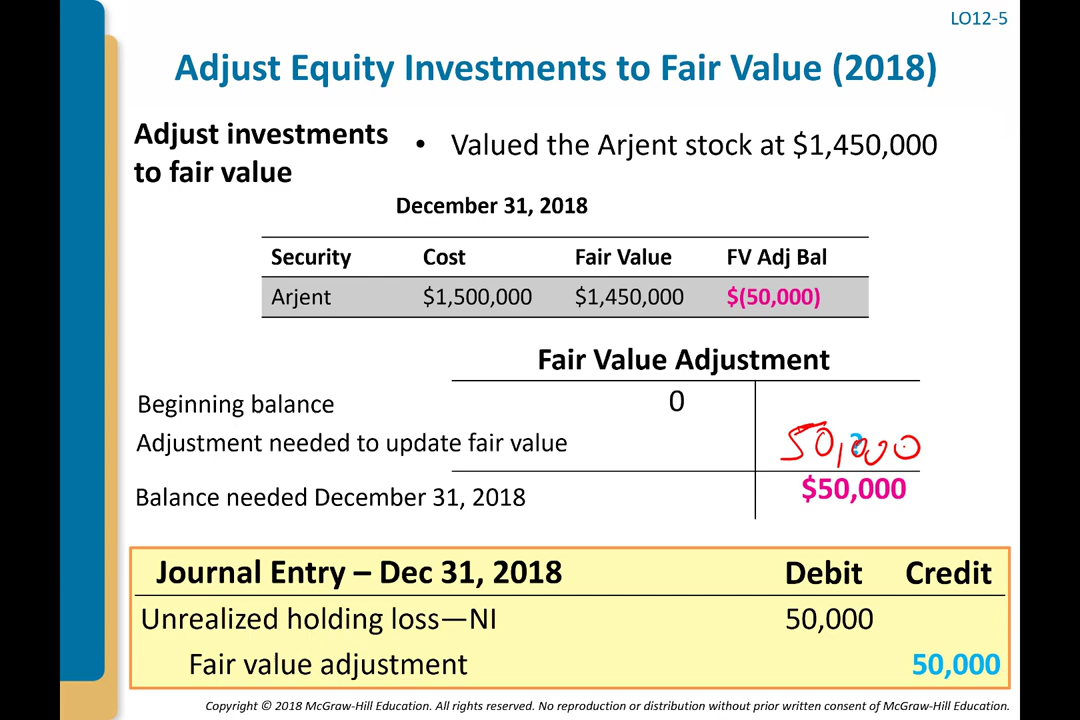 LO12-5
Adjust Equity Investments to Fair Value (2018)
Adjust investments
to fair value
• Valued the Arjent stock at $1,450,000
December 31, 2018
Security Cost Fair Value FV Adj Bal
Arjent $1,500,000 $1,450,000 $(50,000)
Fair Value Adjustment
Beginning balance 0
Adjustment needed to update fair value 50,000
Balance needed December 31, 2018 $50,000
Journal Entry – Dec 31, 2018 Debit Credit
Unrealized holding loss—NI 50,000
Fair value adjustment 50,000
Copyright © 2018 McGraw-Hill Education. All rights reserved. No reproduction or distribution without prior written consent of McGraw-Hill Education.